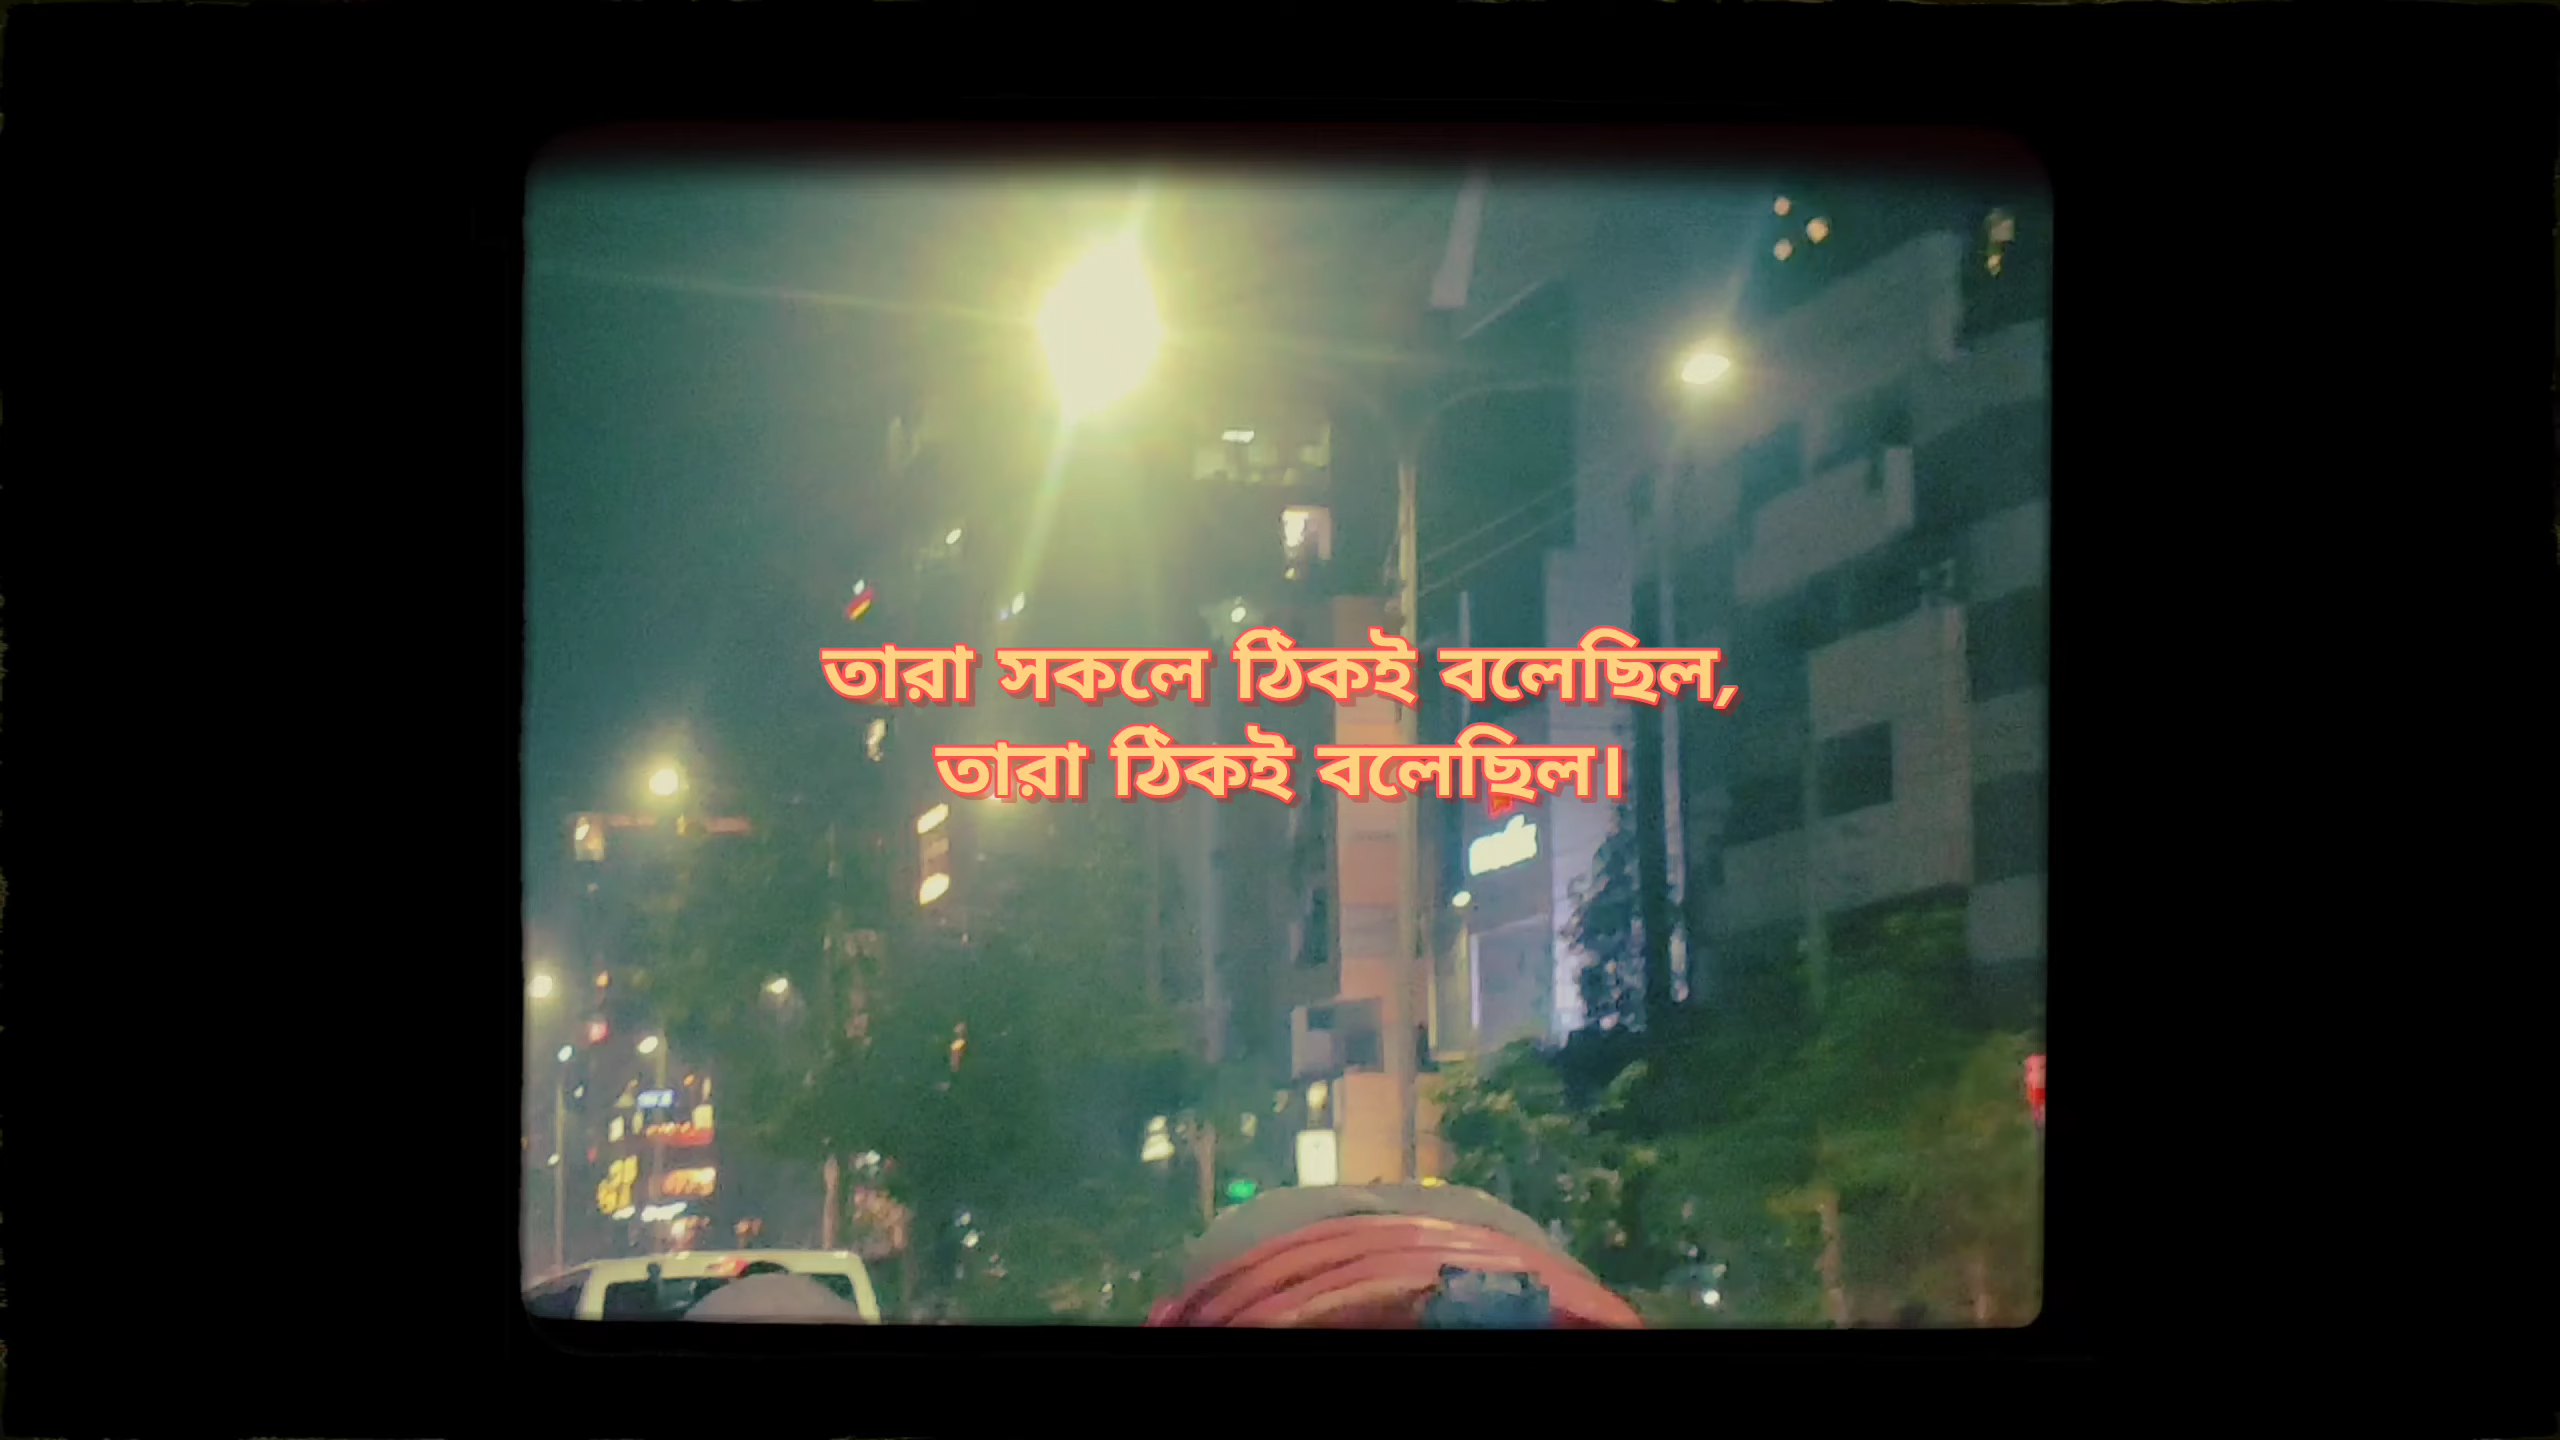 তারা সকলে ঠিকই বলেছিল,
তারা ঠিকই বলেছিল।